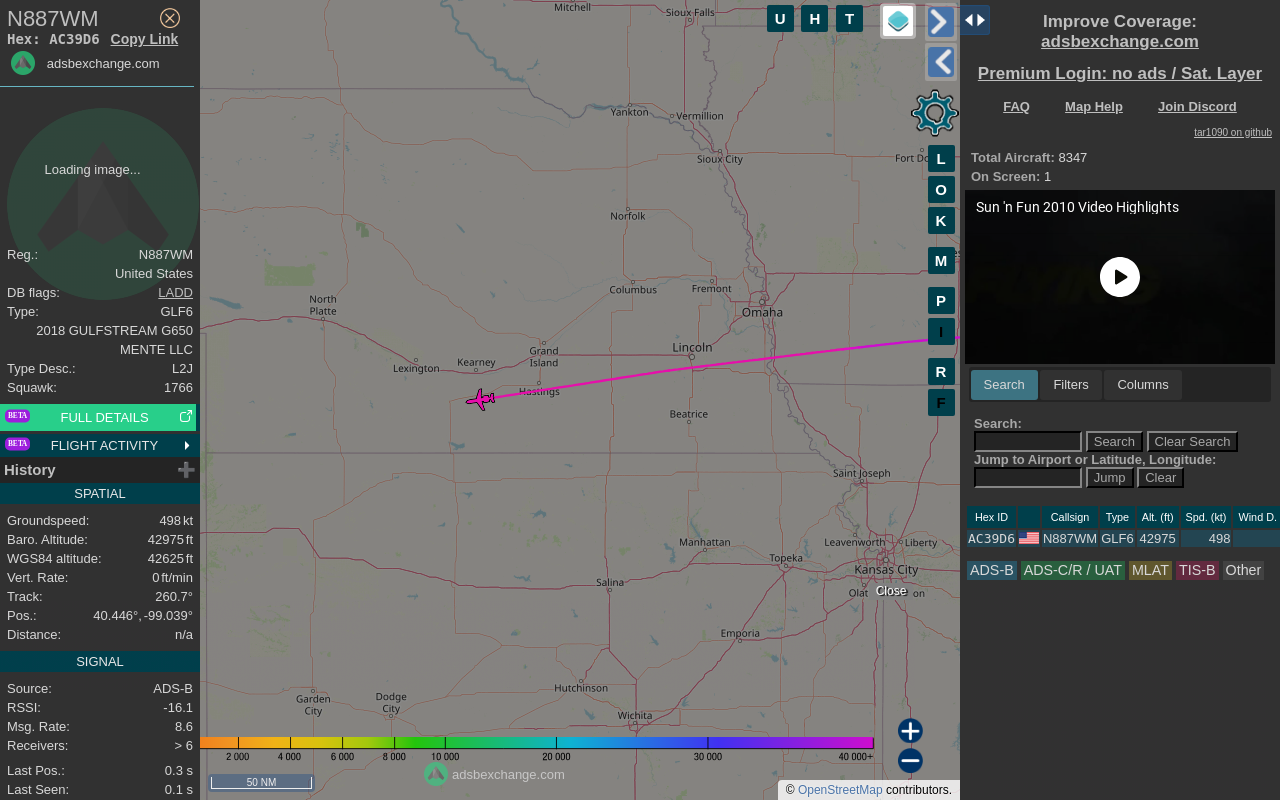 N887WM
Hex: AC39D6 Copy Link
adsbexchange.com
Loading image...
Reg.: N887WM
United States
DB flags: LADD
Type: GLF6
2018 GULFSTREAM G650
MENTE LLC
Type Desc.: L2J
Squawk: 1766
BETA FULL DETAILS
BETA FLIGHT ACTIVITY
History
SPATIAL
Groundspeed: 498 kt
Baro. Altitude: 42975 ft
WGS84 altitude: 42625 ft
Vert. Rate: 0 ft/min
Track: 260.7°
Pos.: 40.446°, -99.039°
Distance: n/a
SIGNAL
Source: ADS-B
RSSI: -16.1
Msg. Rate: 8.6
Receivers: > 6
Last Pos.: 0.3 s
Last Seen: 0.1 s
Mitchell
Sioux Falls
Yankton
Vermillion
Sioux City
Fort Do
Norfolk
Columbus
Fremont
Omaha
North
Platte
Lexington
Kearney
Grand
Island
Hastings
Lincoln
Beatrice
Saint Joseph
Manhattan
Leavenworth
Liberty
Topeka
Kansas City
Salina
Olat
Close
on
Emporia
Hutchinson
Garden
City
Dodge
City
Wichita
U H T
L
O
K
M
P
I
R
F
2 000 4 000 6 000 8 000 10 000 20 000 30 000 40 000+
50 NM
adsbexchange.com
© OpenStreetMap contributors.
Improve Coverage:
adsbexchange.com
Premium Login: no ads / Sat. Layer
FAQ Map Help Join Discord
tar1090 on github
Total Aircraft: 8347
On Screen: 1
Sun 'n Fun 2010 Video Highlights
Search Filters Columns
Search:
Search Clear Search
Jump to Airport or Latitude, Longitude:
Jump Clear
Hex ID Callsign Type Alt. (ft) Spd. (kt) Wind D.
AC39D6 N887WM GLF6 42975 498
ADS-B ADS-C/R / UAT MLAT TIS-B Other